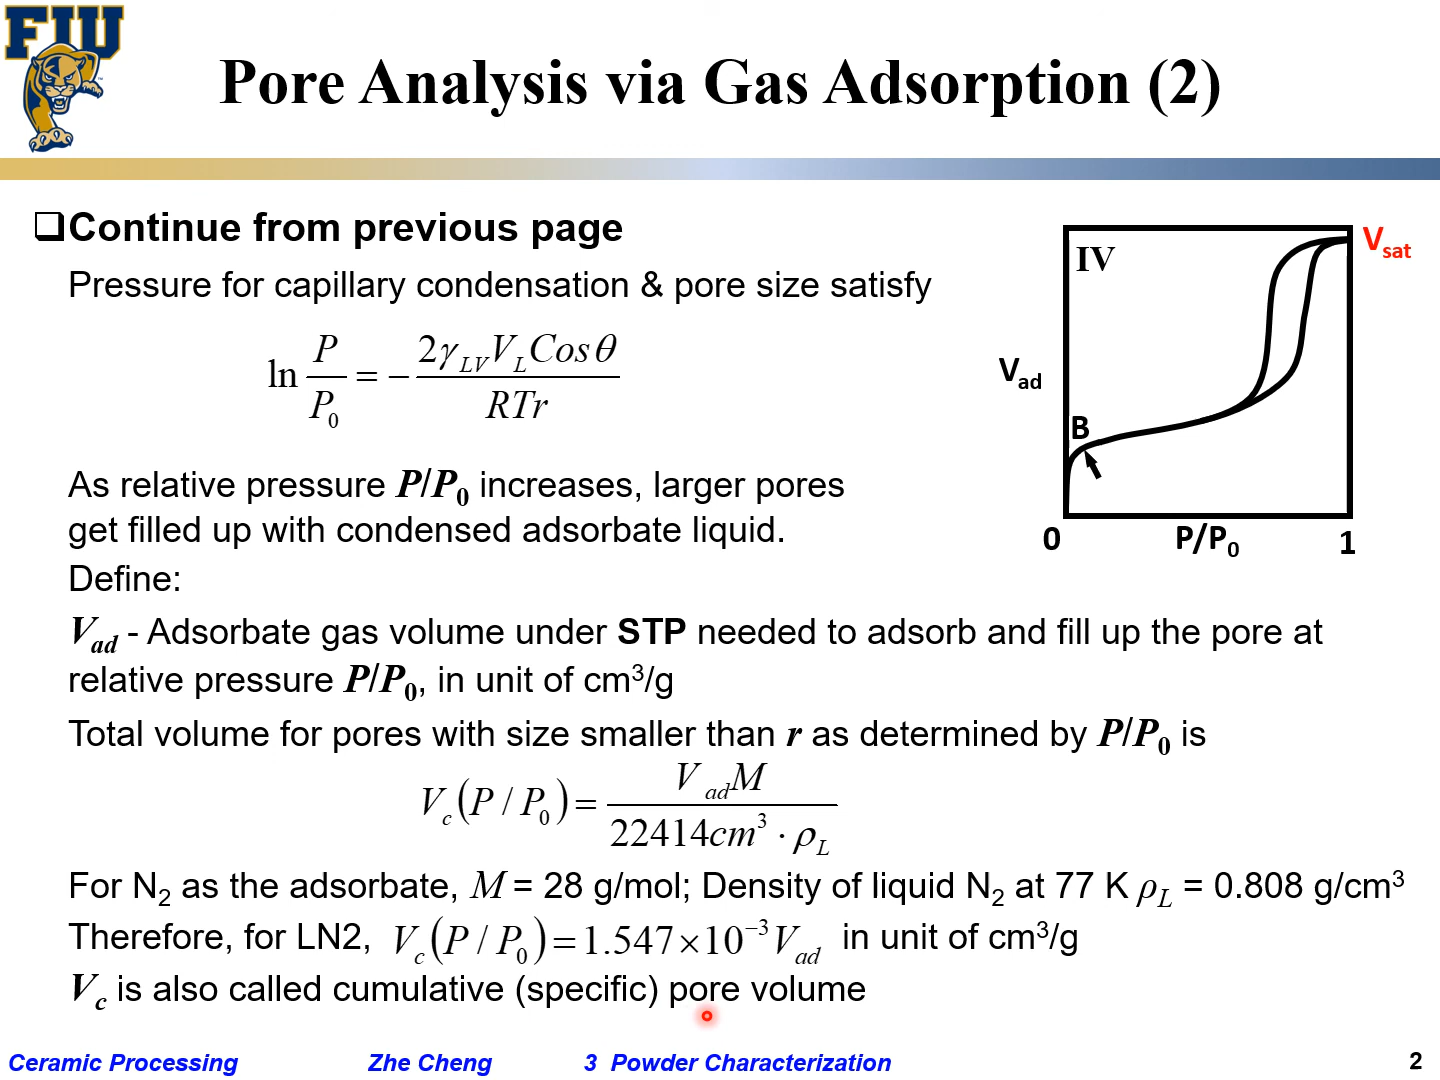 FIU
Pore Analysis via Gas Adsorption (2)
❑Continue from previous page
Pressure for capillary condensation & pore size satisfy
ln P/P₀ = − 2γ_LV V_L Cos θ / RTr
As relative pressure P/P₀ increases, larger pores
get filled up with condensed adsorbate liquid.
Define:
V_ad - Adsorbate gas volume under STP needed to adsorb and fill up the pore at
relative pressure P/P₀, in unit of cm³/g
Total volume for pores with size smaller than r as determined by P/P₀ is
V_c (P / P₀) = V_ad M / 22414cm³ · ρ_L
For N₂ as the adsorbate, M = 28 g/mol; Density of liquid N₂ at 77 K ρ_L = 0.808 g/cm³
Therefore, for LN2, V_c (P / P₀) = 1.547×10⁻³ V_ad in unit of cm³/g
V_c is also called cumulative (specific) pore volume
IV
V_sat
V_ad
B
0
P/P₀
1
Ceramic Processing Zhe Cheng 3 Powder Characterization 2